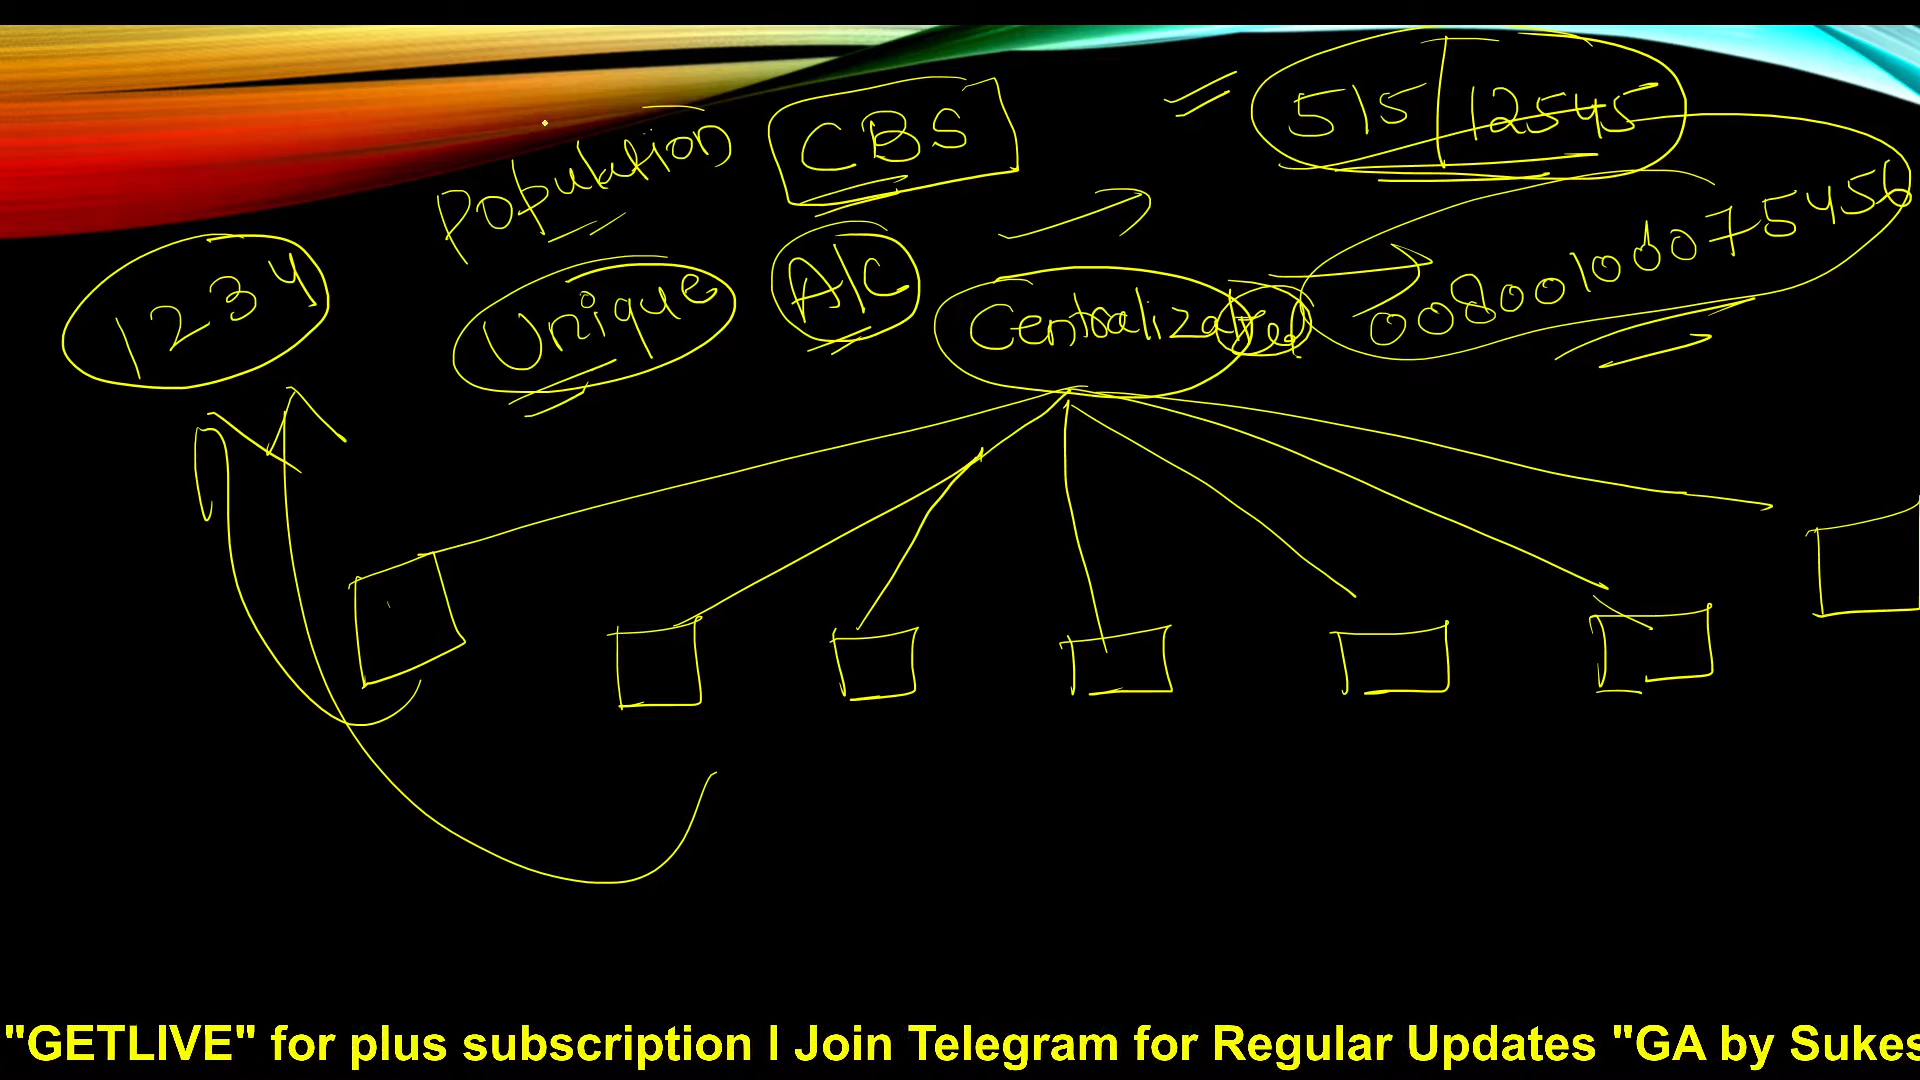 Population CBS = 515 12545
1234 Unique A/C Centralized 008001000075456
"GETLIVE" for plus subscription I Join Telegram for Regular Updates "GA by Sukes